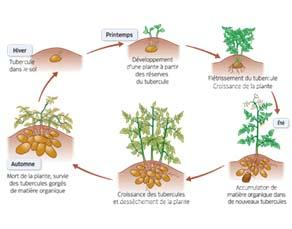 Hiver
Tubercule
dans le sol
Printemps
Développement
d'une plante à partir
des réserves
du tubercule
Flétrissement du tubercule
Croissance de la plante
Été
Accumulation de
matière organique dans
de nouveaux tubercules
Croissance des tubercules
et dessèchement de la plante
Automne
Mort de la plante, survie
des tubercules gorgés
de matière organique